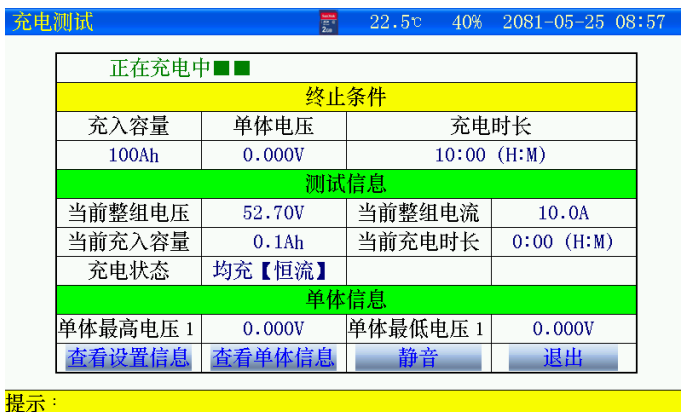 充电测试 22.5℃ 40% 2081-05-25 08:57
正在充电中■■
终止条件
充入容量 单体电压 充电时长
100Ah 0.000V 10:00 (H:M)
测试信息
当前整组电压 52.70V 当前整组电流 10.0A
当前充入容量 0.1Ah 当前充电时长 0:00 (H:M)
充电状态 均充【恒流】
单体信息
单体最高电压1 0.000V 单体最低电压1 0.000V
查看设置信息 查看单体信息 静音 退出
提示: